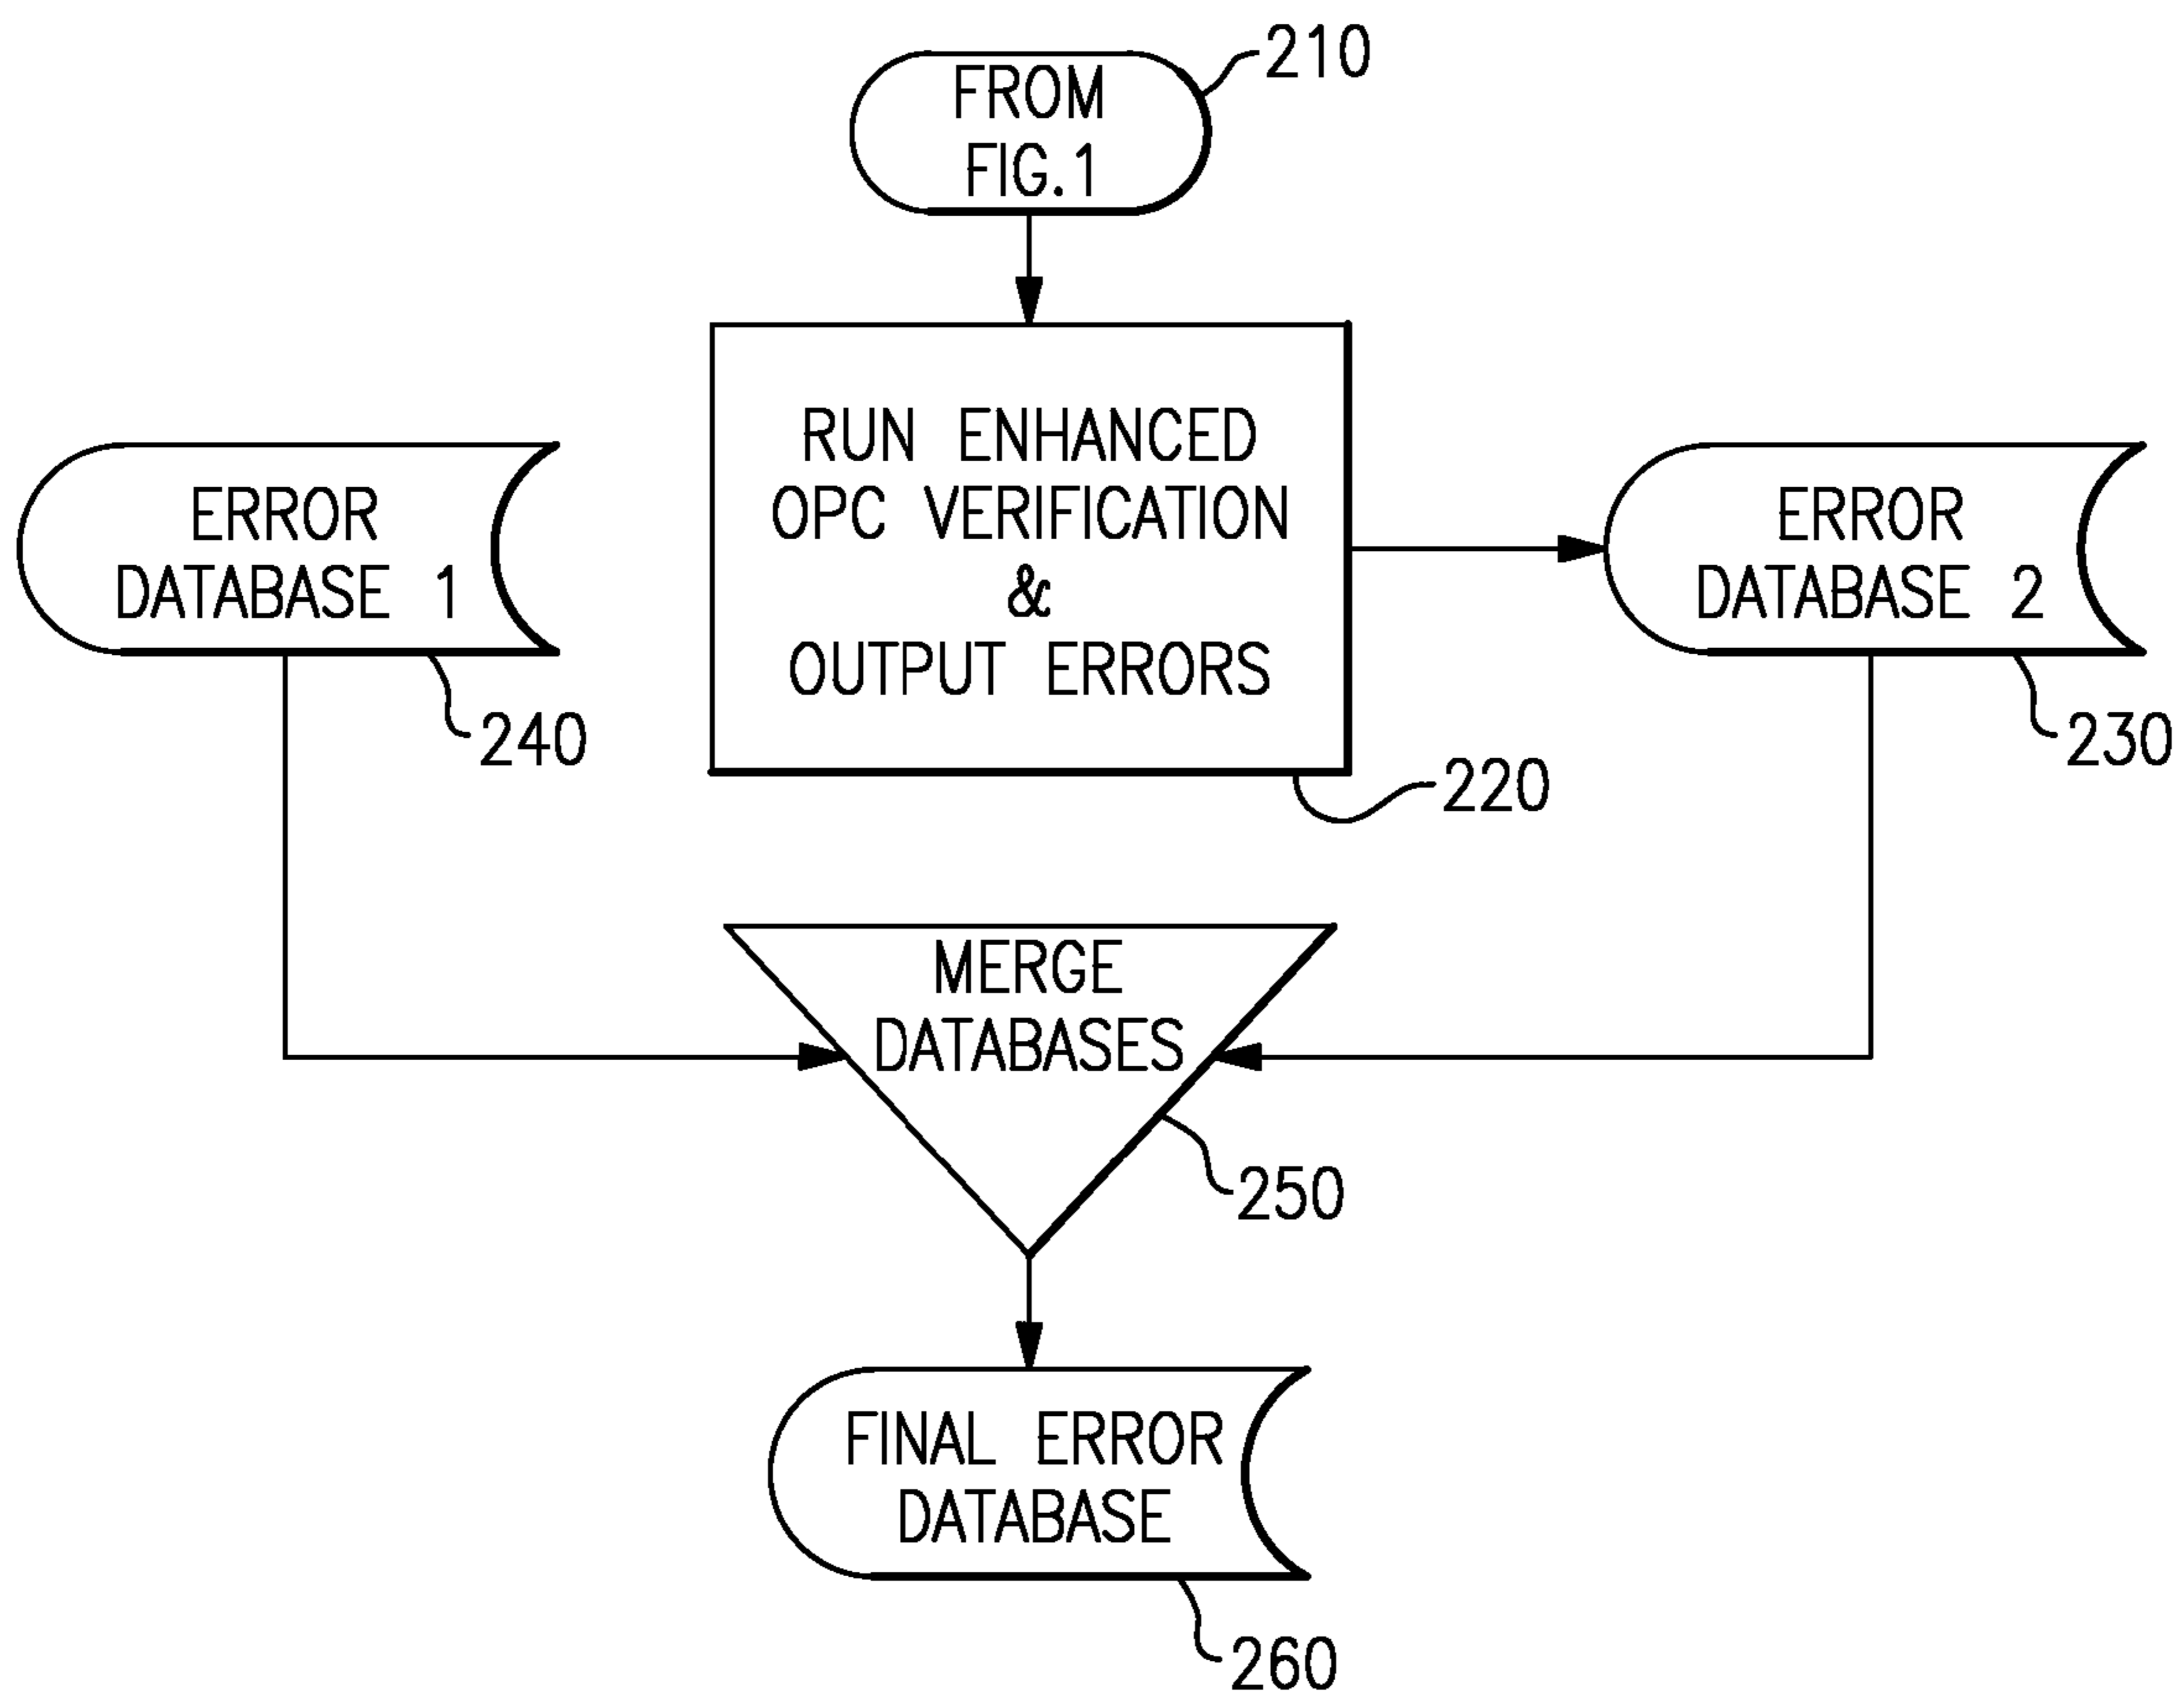 210
FROM
FIG.1
RUN ENHANCED
OPC VERIFICATION
&
OUTPUT ERRORS
220
ERROR
DATABASE 1
240
ERROR
DATABASE 2
230
MERGE
DATABASES
250
FINAL ERROR
DATABASE
260